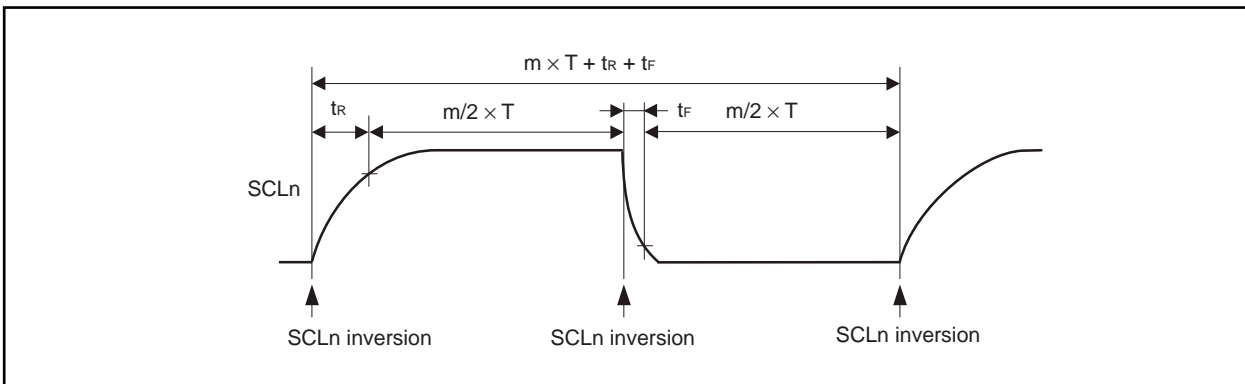 m × T + tR + tF
tR
m/2 × T
tF
m/2 × T
SCLn
SCLn inversion
SCLn inversion
SCLn inversion